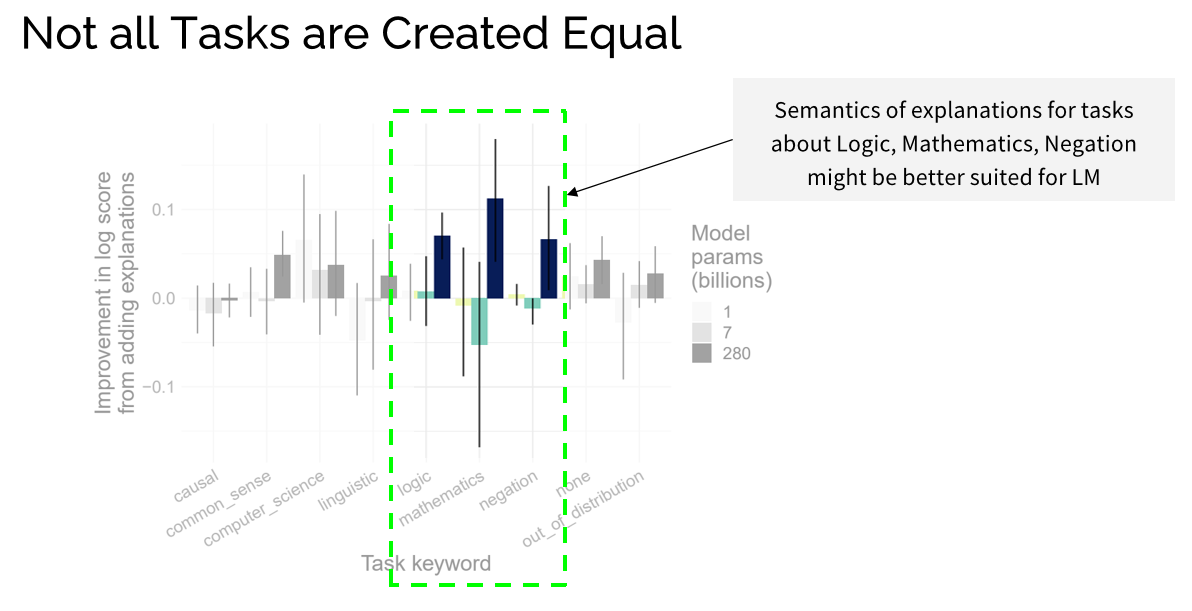 Not all Tasks are Created Equal
Semantics of explanations for tasks
about Logic, Mathematics, Negation
might be better suited for LM
Improvement in log score
from adding explanations
0.1
0.0
−0.1
causal
common_sense
computer_science
linguistic
logic
mathematics
negation
none
out_of_distribution
Task keyword
Model
params
(billions)
1
7
280